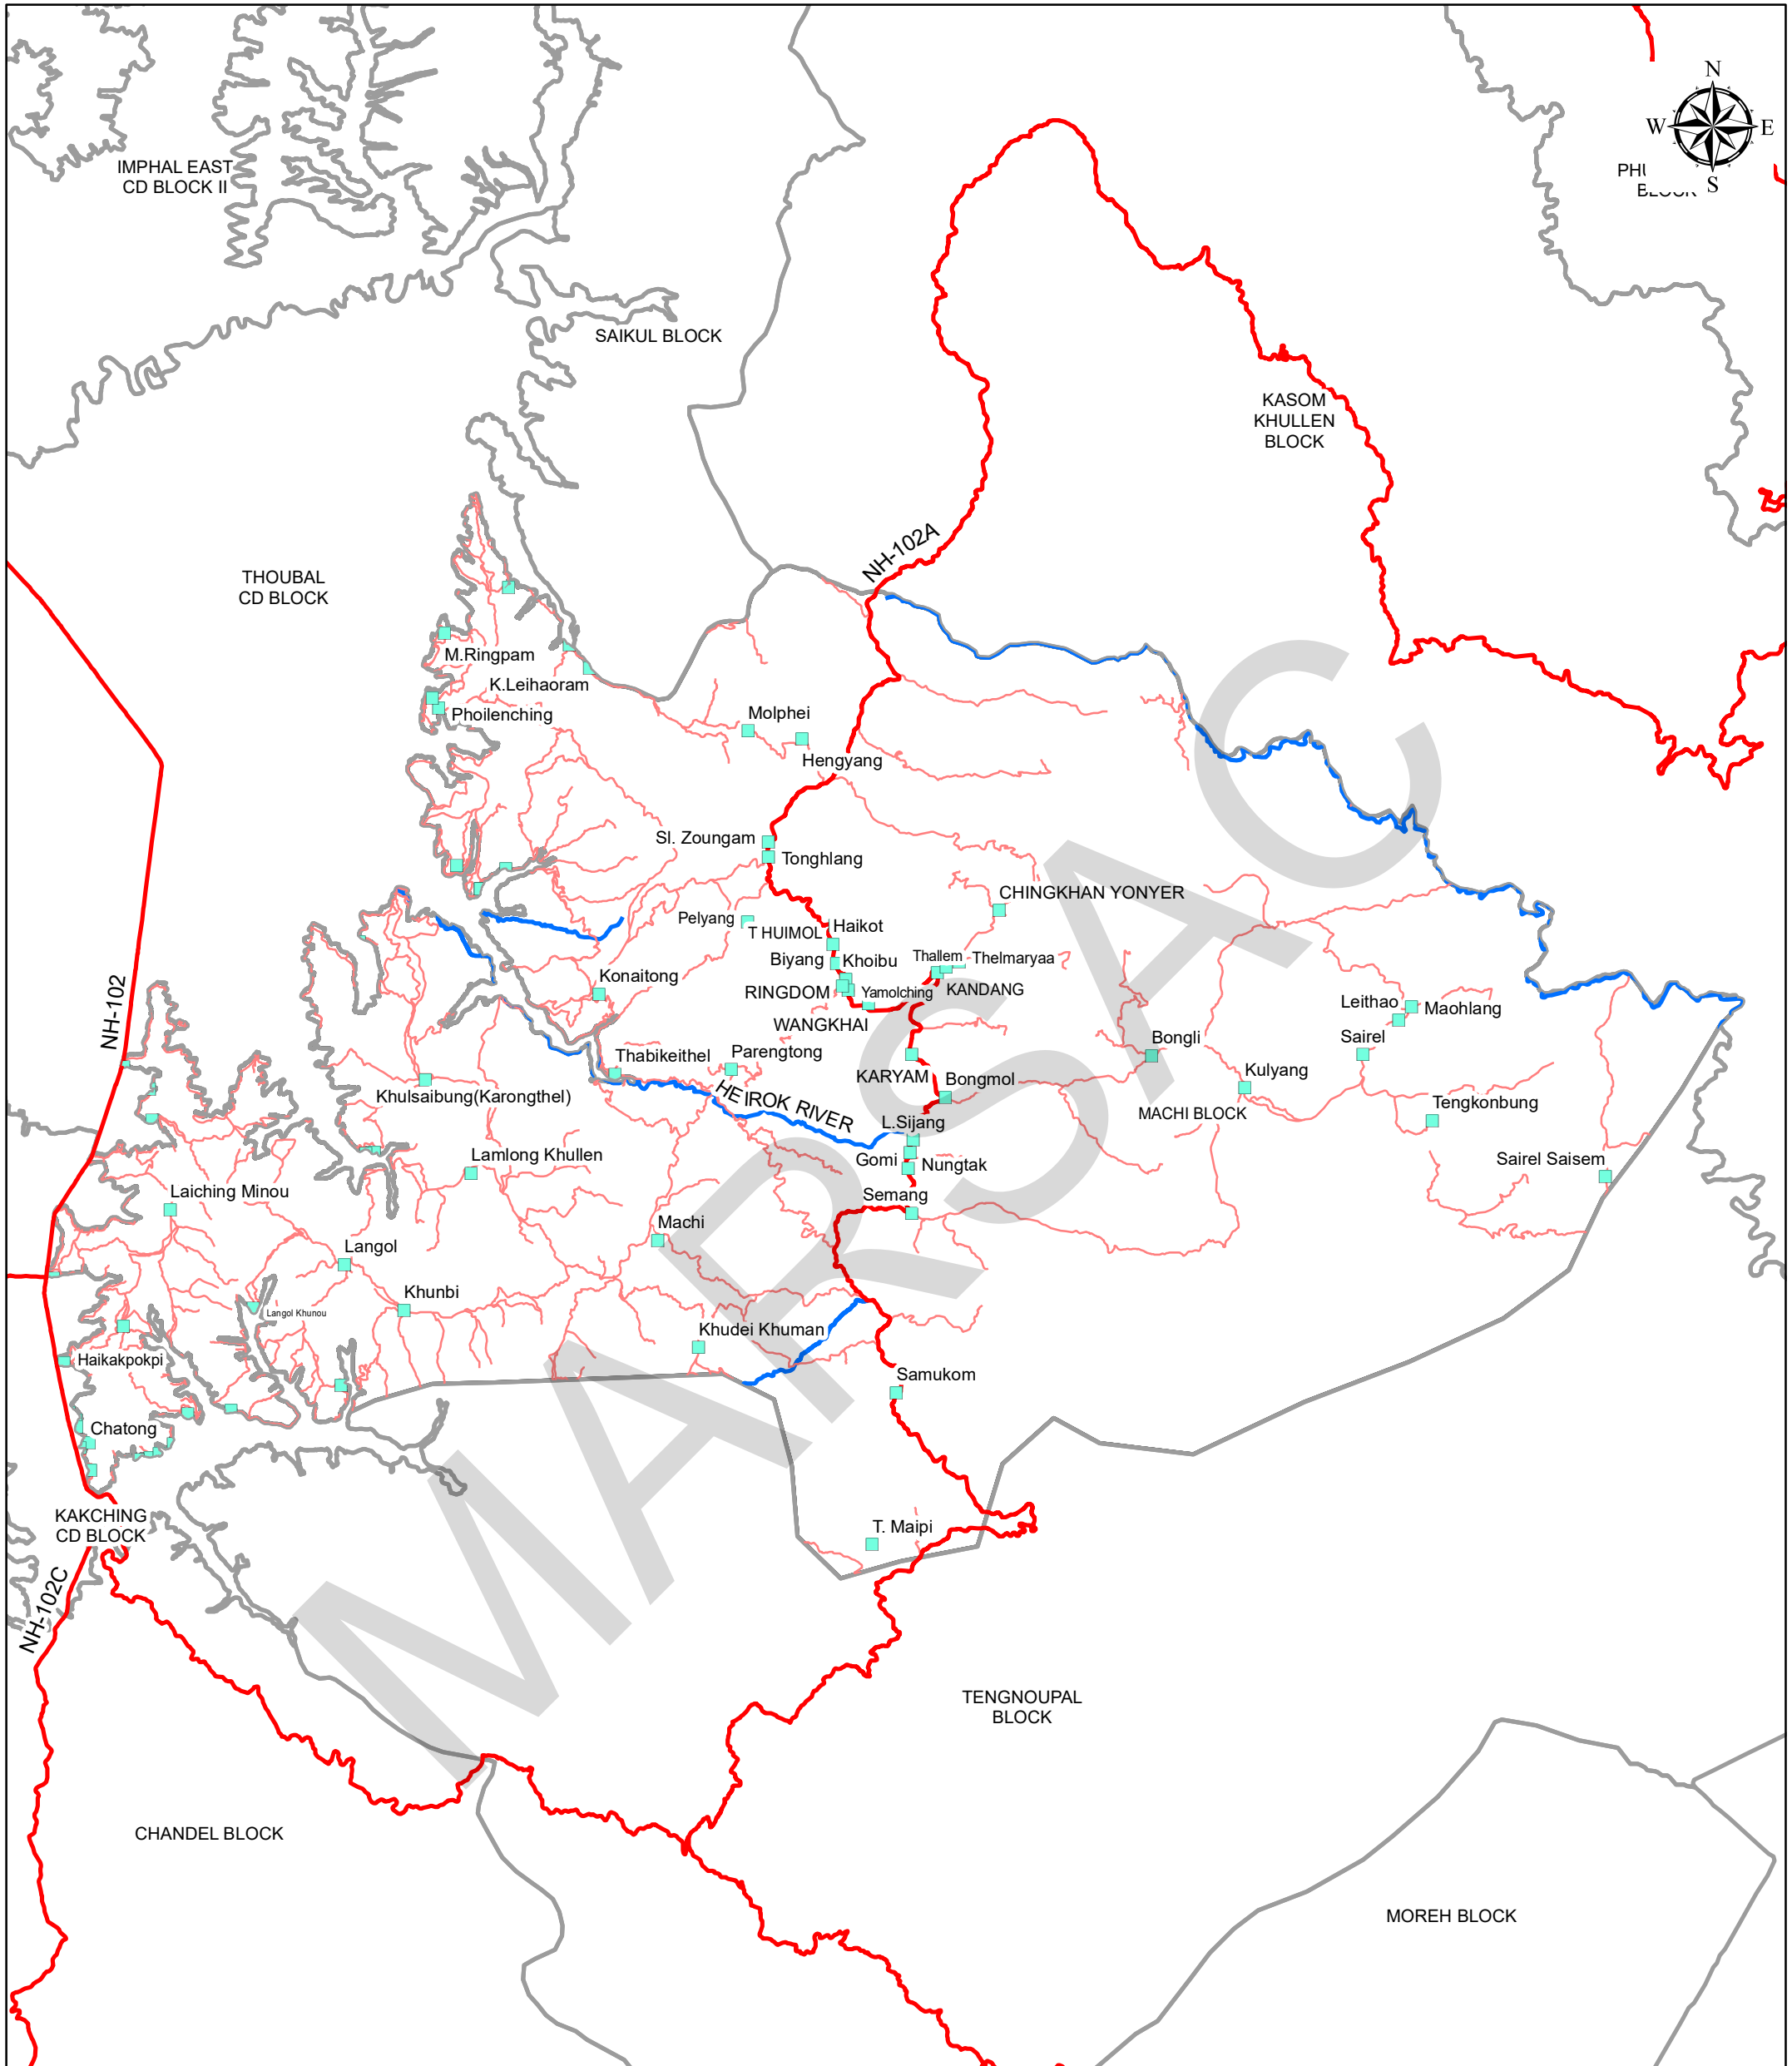 N
W
E
S
IMPHAL EAST
CD BLOCK II
SAIKUL BLOCK
KASOM
KHULLEN
BLOCK
NH-102A
THOUBAL
CD BLOCK
M.Ringpam
K.Leihaoram
Phoilenching
Molphei
Hengyang
Sl. Zoungam
Tonghlang
CHINGKHAN YONYER
Pelyang
T HUIMOL
Haikot
Biyang
Khoibu
Thallem
Thelmaryaa
Konaitong
RINGDOM
Yamolching
KANDANG
WANGKHAI
Leithao
Maohlang
NH-102
Thabikeithel
Parengtong
Bongli
Sairel
Khulsaibung(Karongthel)
KARYAM
Bongmol
Kulyang
HEIROK RIVER
MACHI BLOCK
Tengkonbung
L.Sijang
Lamlong Khullen
Gomi
Nungtak
Sairel Saisem
Laiching Minou
Semang
Machi
Langol
Khunbi
Langol Khunou
Khudei Khuman
Haikakpokpi
Samukom
Chatong
KAKCHING
CD BLOCK
T. Maipi
NH-102C
TENGNOUPAL
BLOCK
CHANDEL BLOCK
MOREH BLOCK
MARSAC